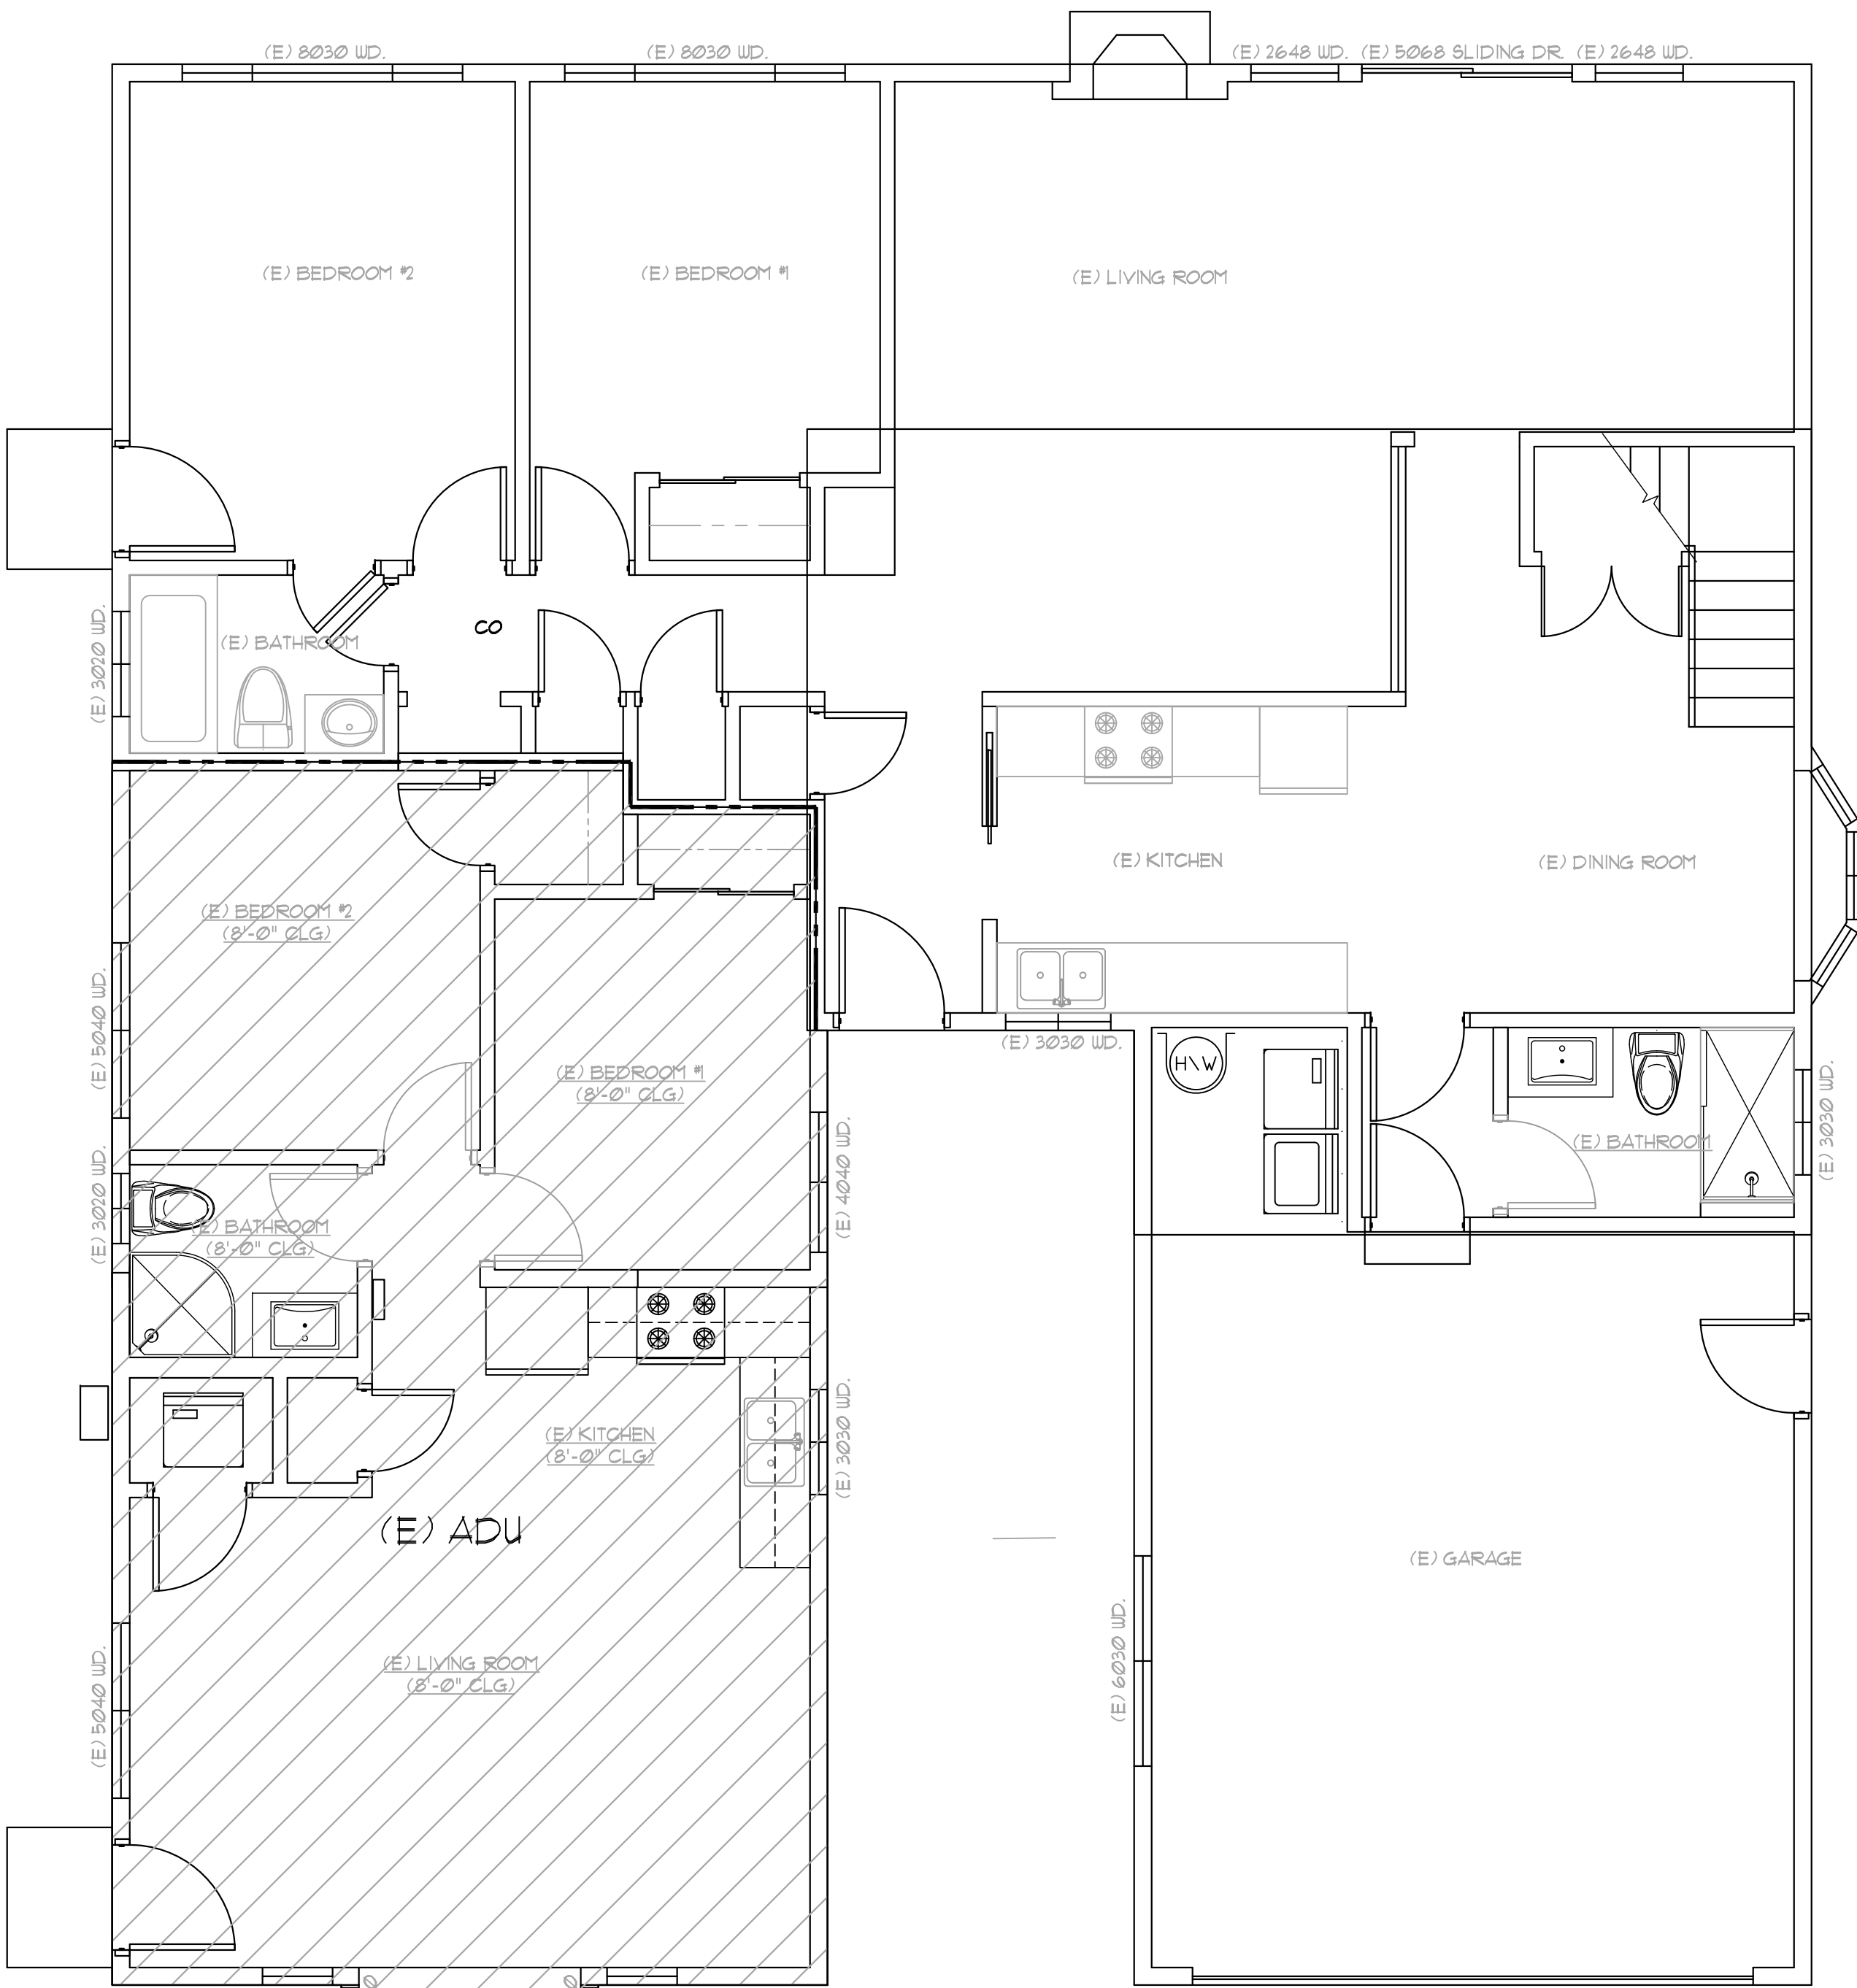 (E) 8030 WD.
(E) 8030 WD.
(E) 2648 WD.
(E) 5068 SLIDING DR.
(E) 2648 WD.
(E) BEDROOM #2
(E) BEDROOM #1
(E) LIVING ROOM
(E) 3020 WD.
(E) BATHROOM
CO
(E) KITCHEN
(E) DINING ROOM
(E) BEDROOM #2
(8'-0" CLG)
(E) 5040 WD.
(E) 3030 WD.
H\W
(E) BEDROOM #1
(8'-0" CLG)
(E) 3030 WD.
(E) BATHROOM
(E) 3020 WD.
(E) 4040 WD.
(E) BATHROOM
(8'-0" CLG)
(E) KITCHEN
(8'-0" CLG)
(E) 3030 WD.
(E) ADU
(E) GARAGE
(E) LIVING ROOM
(8'-0" CLG)
(E) 5040 WD.
(E) 6030 WD.